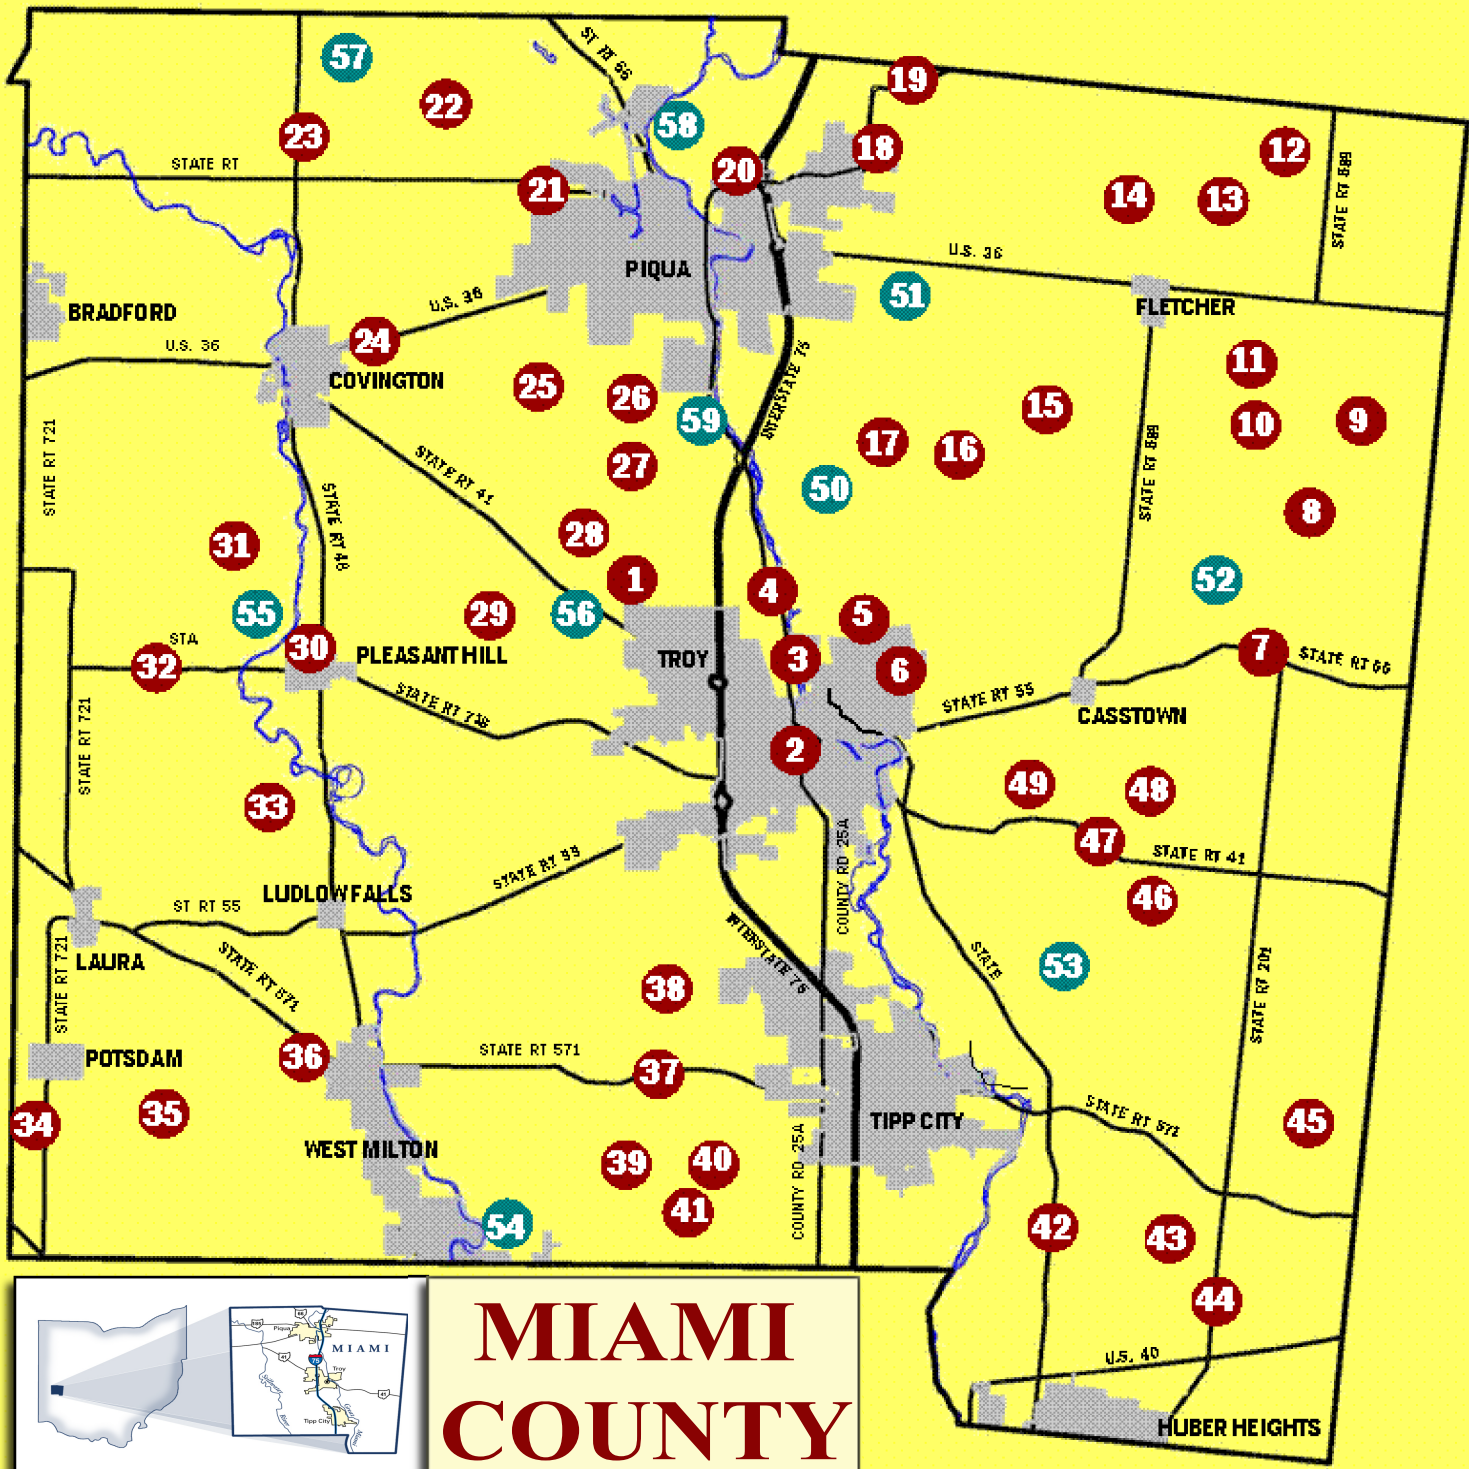 57
ST RT 66
19
22
23
58
18
12
STATE RT
20
STATE RT 589
21
14
13
PIQUA
U.S. 36
51
BRADFORD
U.S. 36
FLETCHER
24
U.S. 36
COVINGTON
INTERSTATE 75
11
25
26
15
59
10
9
STATE RT 721
STATE RT 41
27
17
16
STATE RT 589
50
8
STATE RT 48
31
28
1
4
52
55
29
56
5
STA
30
PLEASANT HILL
TROY
3
7
32
6
STATE RT 55
STATE RT 718
CASSTOWN
STATE RT 721
2
33
49
48
47
STATE RT 41
COUNTY RD 25A
STATE RT 55
LUDLOW FALLS
ST RT 55
46
LAURA
INTERSTATE 75
STATE
53
STATE RT 721
STATE RT 571
38
STATE RT 201
POTSDAM
36
STATE RT 571
37
34
35
TIPP CITY
STATE RT 571
45
WEST MILTON
39
40
COUNTY RD 25A
41
54
42
43
44
U.S. 40
HUBER HEIGHTS
MIAMI
COUNTY
Piqua
MIAMI
75
Troy
41
41
Tipp City